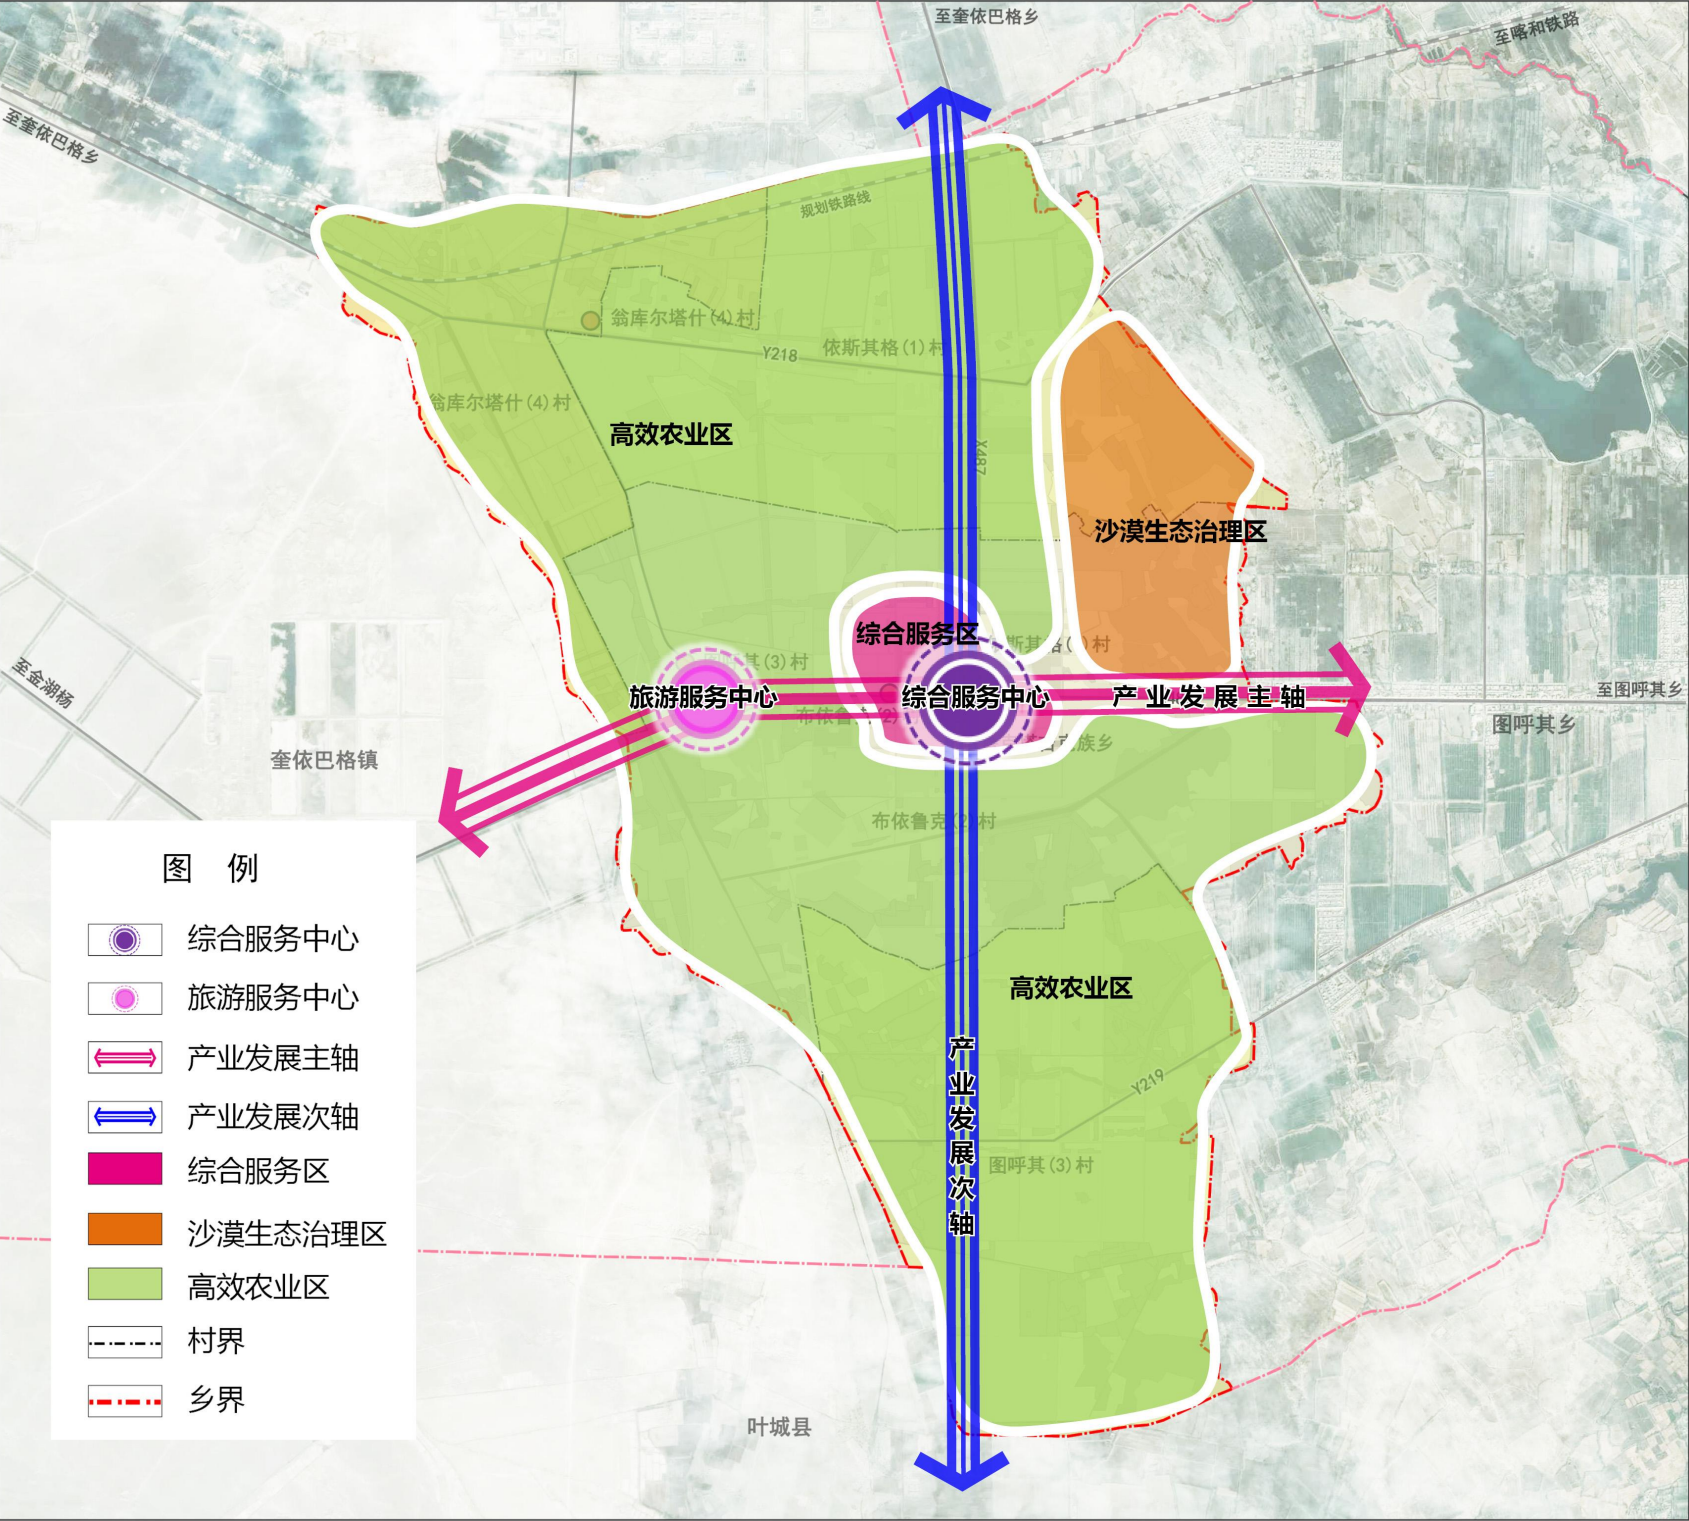 至奎依巴格乡
至喀和铁路
至奎依巴格乡
规划铁路线
翁库尔塔什(4)村
Y218
依斯其格(1)村
翁库尔塔什(4)村
高效农业区
X487
沙漠生态治理区
综合服务区
其(3)村
旅游服务中心
综合服务中心
产业发展主轴
至图呼其乡
图呼其乡
至金湖杨
奎依巴格镇
布依鲁克(2)村
高效农业区
产业发展次轴
Y219
图呼其(3)村
叶城县
图 例
综合服务中心
旅游服务中心
产业发展主轴
产业发展次轴
综合服务区
沙漠生态治理区
高效农业区
村界
乡界